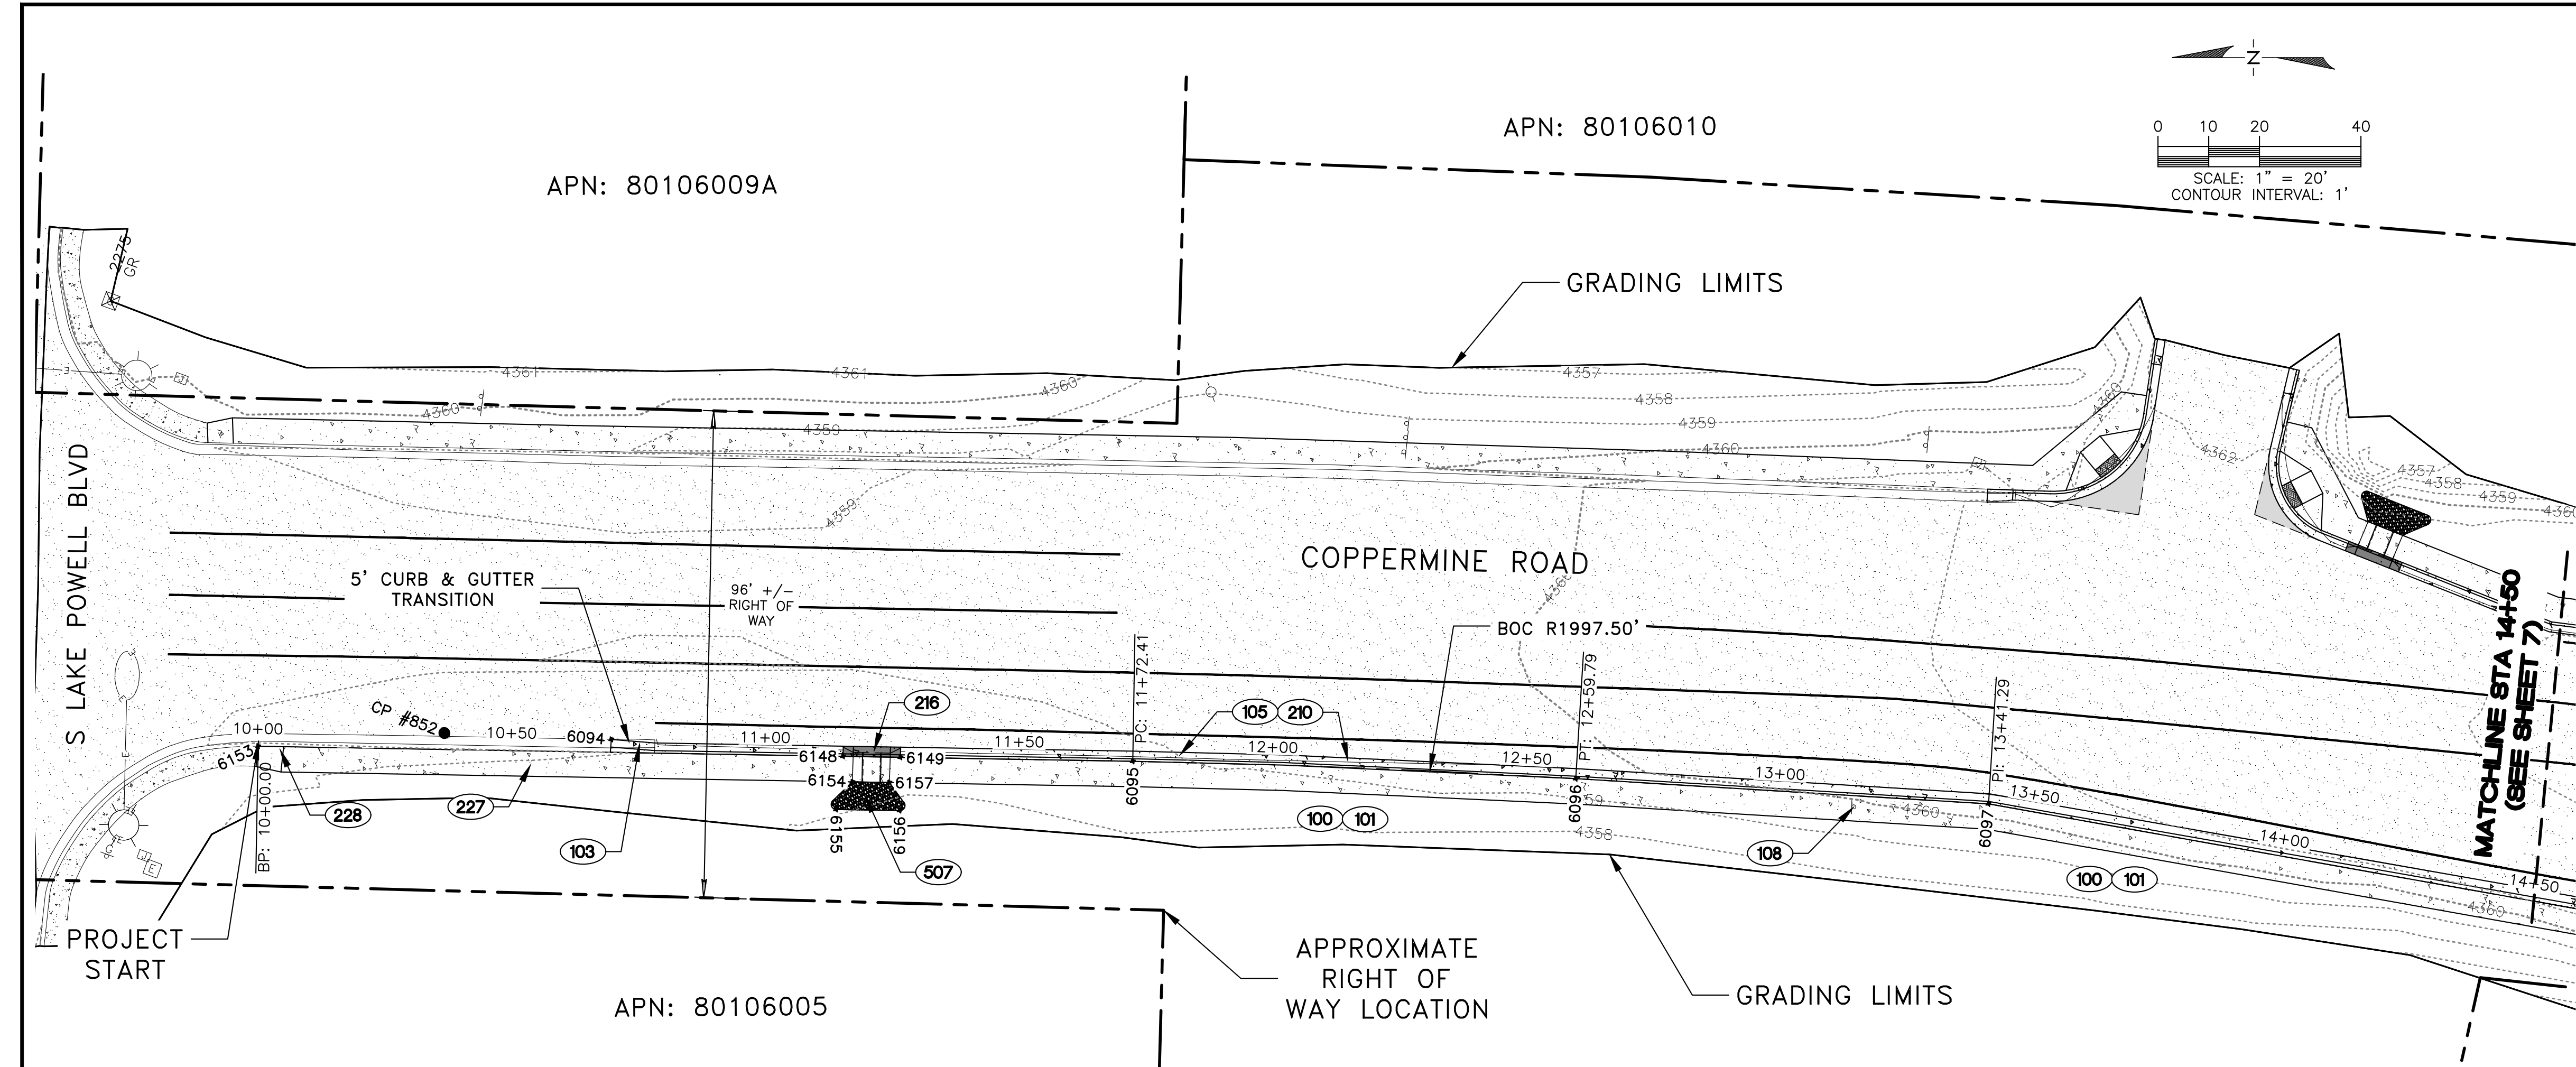 Z
APN: 80106010
0 10 20 40
SCALE: 1" = 20'
CONTOUR INTERVAL: 1'
APN: 80106009A
2275
GR
GRADING LIMITS
4361
4361
4360
4360
4359
4357
4358
4359
4360
4360
4362
4357
4358
4359
4360
4359
S LAKE POWELL BLVD
COPPERMINE ROAD
4360
5' CURB & GUTTER
TRANSITION
96' +/-
RIGHT OF
WAY
BOC R1997.50'
MATCHLINE STA 14+50
(SEE SHEET 7)
PC: 11+72.41
PT: 12+59.79
PI: 13+41.29
CP #852
216
105 210
10+00
10+50
6094
11+00
11+50
12+00
12+50
13+00
13+50
14+00
14+50
6153
6148
6149
6154
6157
6155
6156
6095
6096
6097
BP: 10+00.00
228
227
103
507
100 101
108
100 101
59
4358
4360
4360
E
J
E
PROJECT
START
APPROXIMATE
RIGHT OF
WAY LOCATION
GRADING LIMITS
APN: 80106005